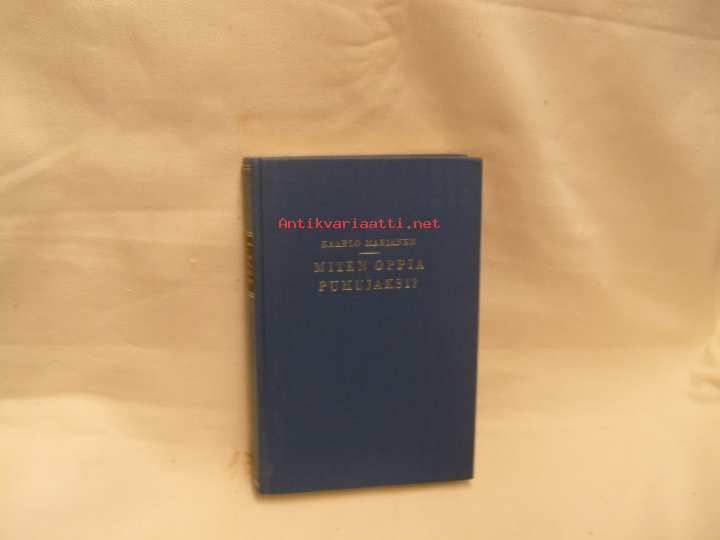 Antikvariaatti.net
KAARLO MARJANEN
MITEN OPPIA
PUHUJAKSI?